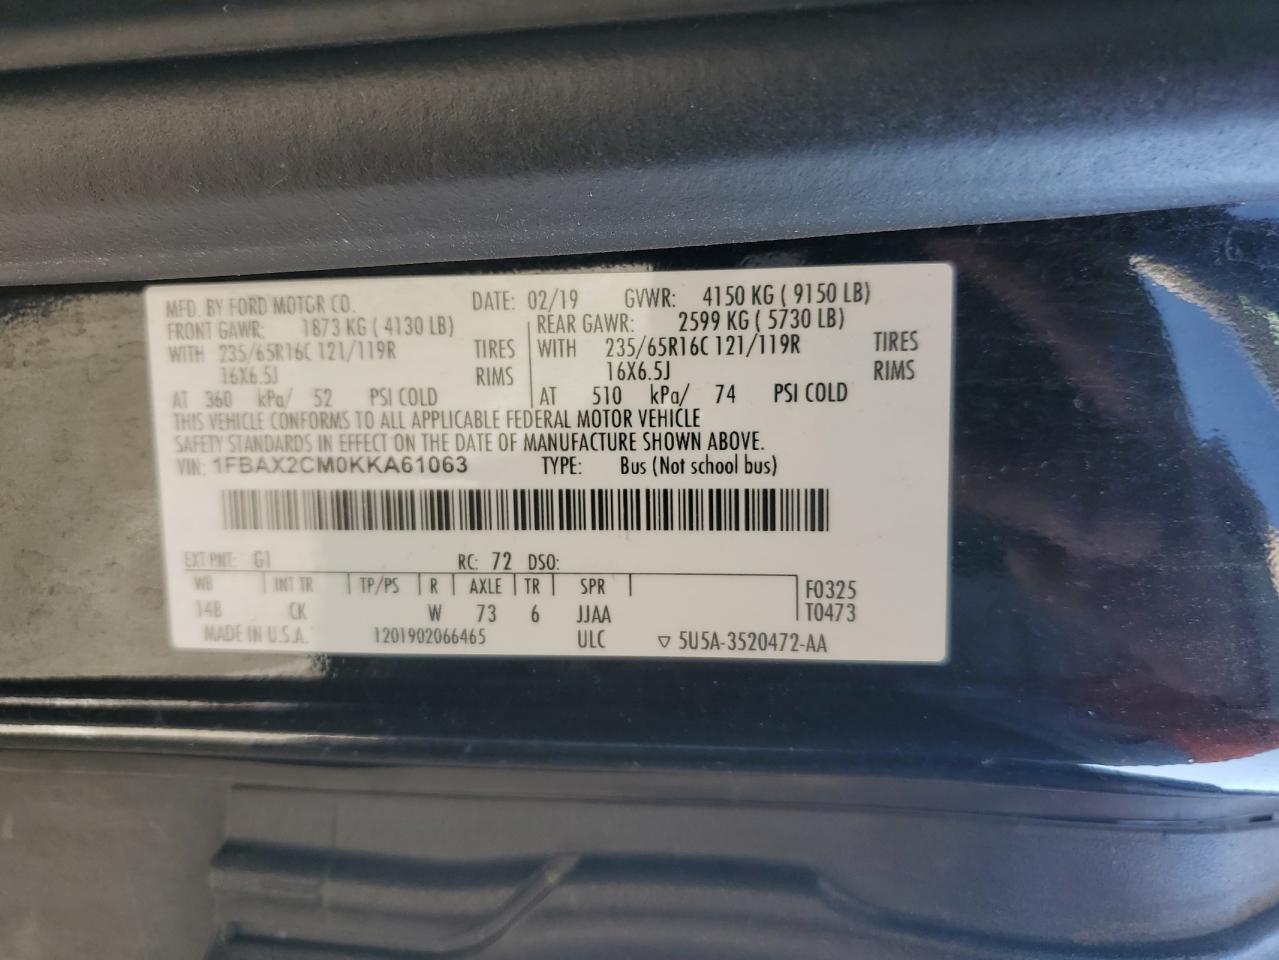 MFD. BY FORD MOTOR CO. DATE: 02/19 GVWR: 4150 KG ( 9150 LB)
FRONT GAWR: 1873 KG ( 4130 LB) REAR GAWR: 2599 KG ( 5730 LB)
WITH 235/65R16C 121/119R TIRES WITH 235/65R16C 121/119R TIRES
16X6.5J RIMS 16X6.5J RIMS
AT 360 kPa/ 52 PSI COLD AT 510 kPa/ 74 PSI COLD
THIS VEHICLE CONFORMS TO ALL APPLICABLE FEDERAL MOTOR VEHICLE
SAFETY STANDARDS IN EFFECT ON THE DATE OF MANUFACTURE SHOWN ABOVE.
VIN: 1FBAX2CM0KKA61063 TYPE: Bus (Not school bus)
EXT PNT: G1 RC: 72 DSO:
WB INT TR TP/PS R AXLE TR SPR F0325
14B CK W 73 6 JJAA T0473
MADE IN U.S.A. 1201902066465 ULC ▽ 5U5A-3520472-AA